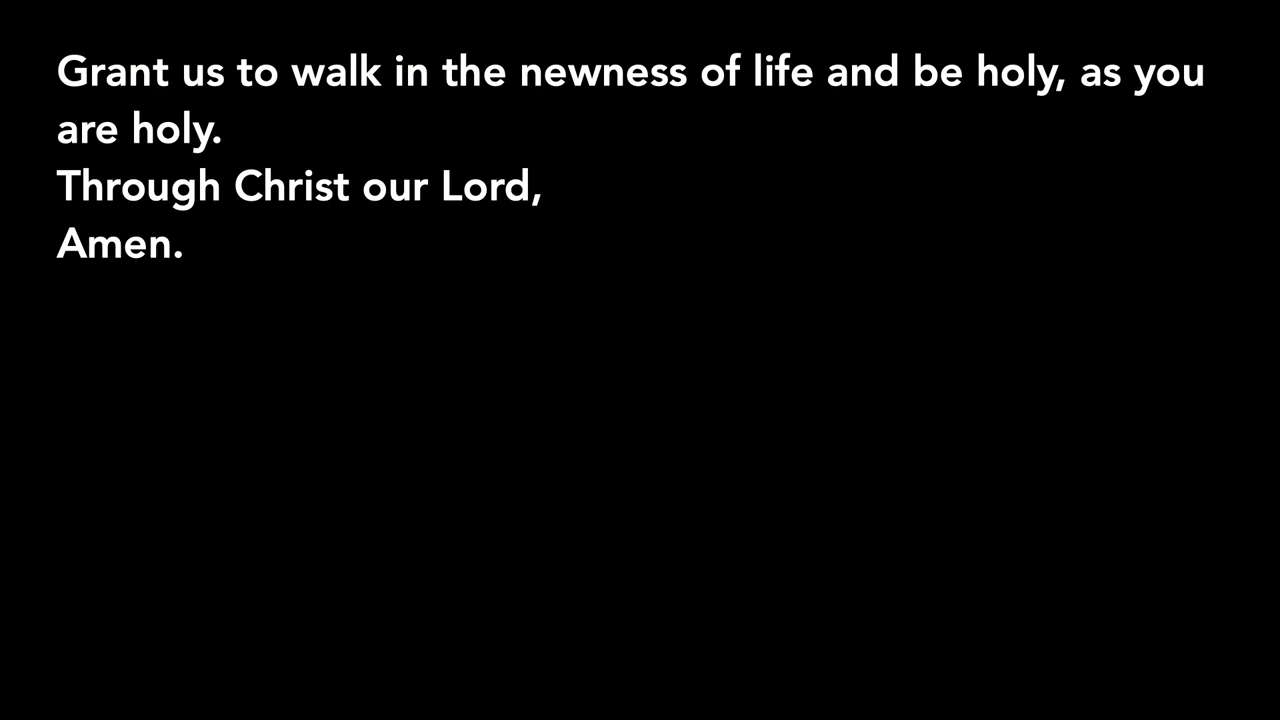 Grant us to walk in the newness of life and be holy, as you
are holy.
Through Christ our Lord,
Amen.